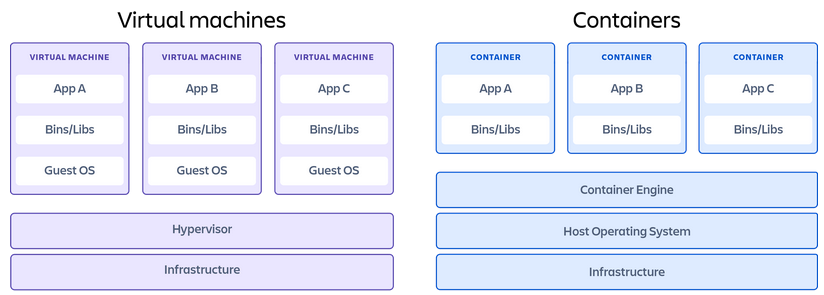 Virtual machines
VIRTUAL MACHINE
App A
Bins/Libs
Guest OS
VIRTUAL MACHINE
App B
Bins/Libs
Guest OS
VIRTUAL MACHINE
App C
Bins/Libs
Guest OS
Hypervisor
Infrastructure
Containers
CONTAINER
App A
Bins/Libs
CONTAINER
App B
Bins/Libs
CONTAINER
App C
Bins/Libs
Container Engine
Host Operating System
Infrastructure